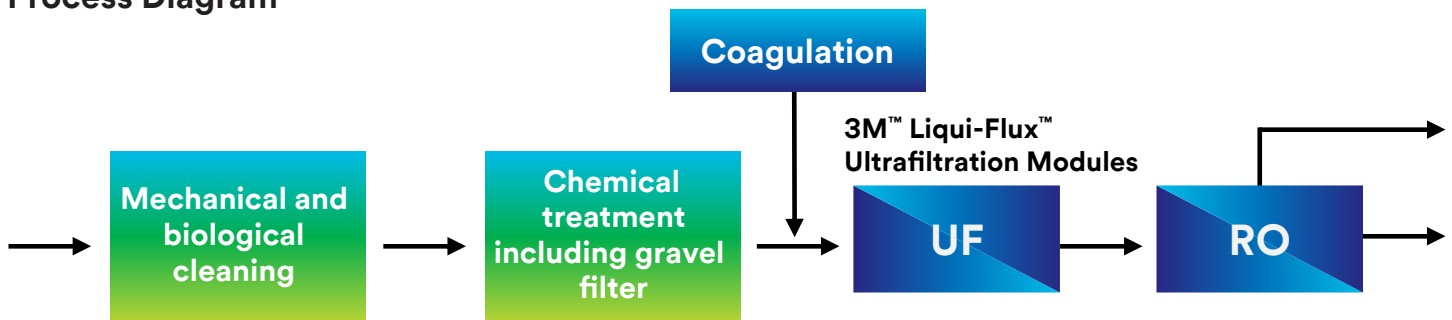 Process Diagram
Coagulation
3M™ Liqui-Flux™
Ultrafiltration Modules
Mechanical and
biological
cleaning
Chemical
treatment
including gravel
filter
UF
RO